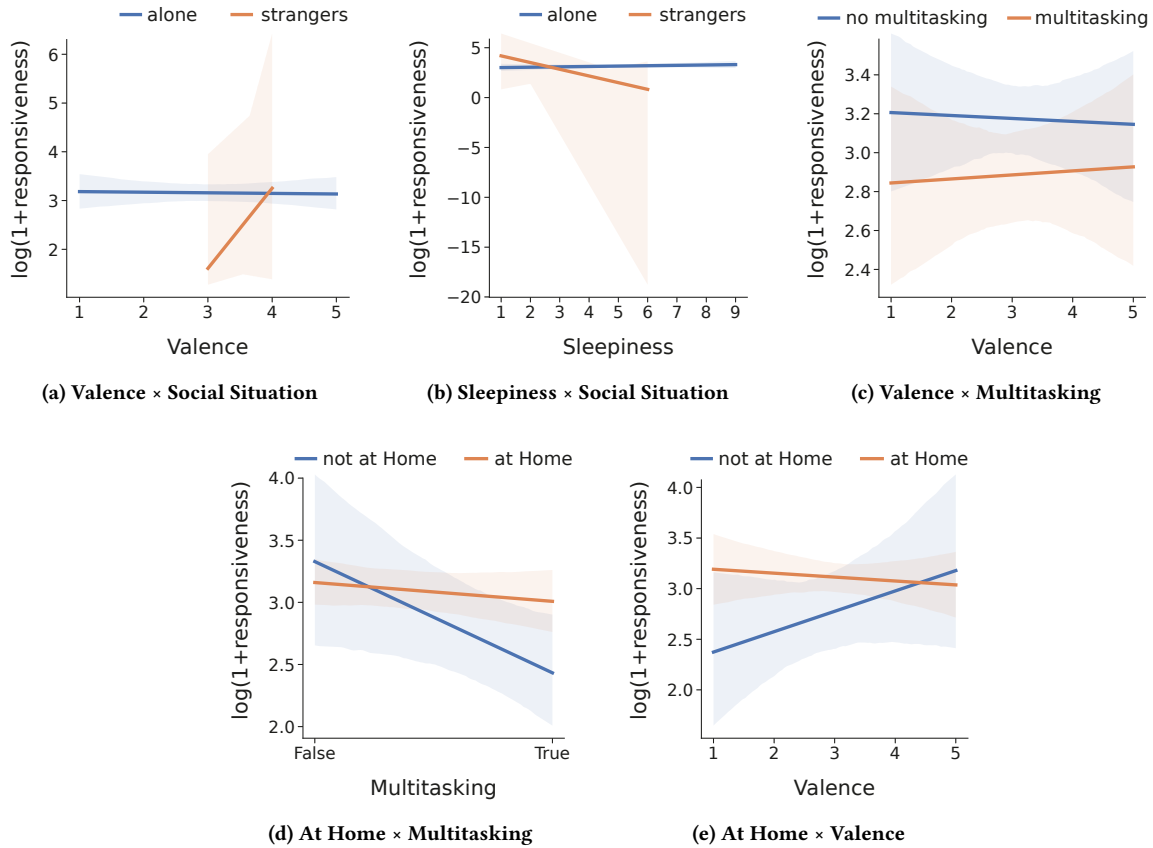 alone strangers
log(1+responsiveness)
6
5
4
3
2
1 2 3 4 5
Valence
(a) Valence × Social Situation
alone strangers
log(1+responsiveness)
5
0
−5
−10
−15
−20
1 2 3 4 5 6 7 8 9
Sleepiness
(b) Sleepiness × Social Situation
no multitasking multitasking
log(1+responsiveness)
3.4
3.2
3.0
2.8
2.6
2.4
1 2 3 4 5
Valence
(c) Valence × Multitasking
not at Home at Home
log(1+responsiveness)
4.0
3.5
3.0
2.5
2.0
False True
Multitasking
(d) At Home × Multitasking
not at Home at Home
log(1+responsiveness)
4.0
3.5
3.0
2.5
2.0
1 2 3 4 5
Valence
(e) At Home × Valence